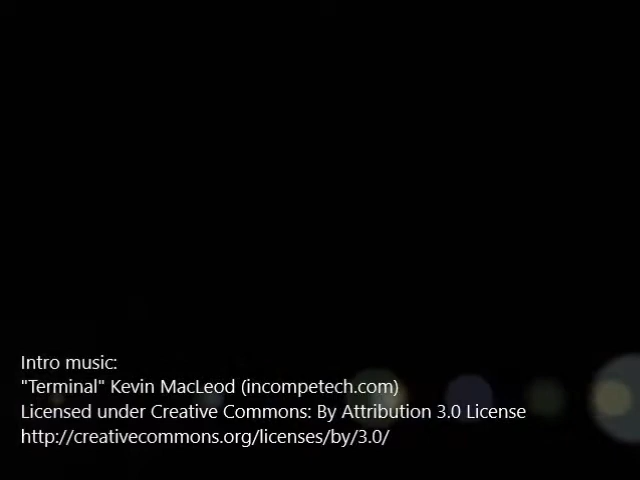 Intro music:
"Terminal" Kevin MacLeod (incompetech.com)
Licensed under Creative Commons: By Attribution 3.0 License
http://creativecommons.org/licenses/by/3.0/